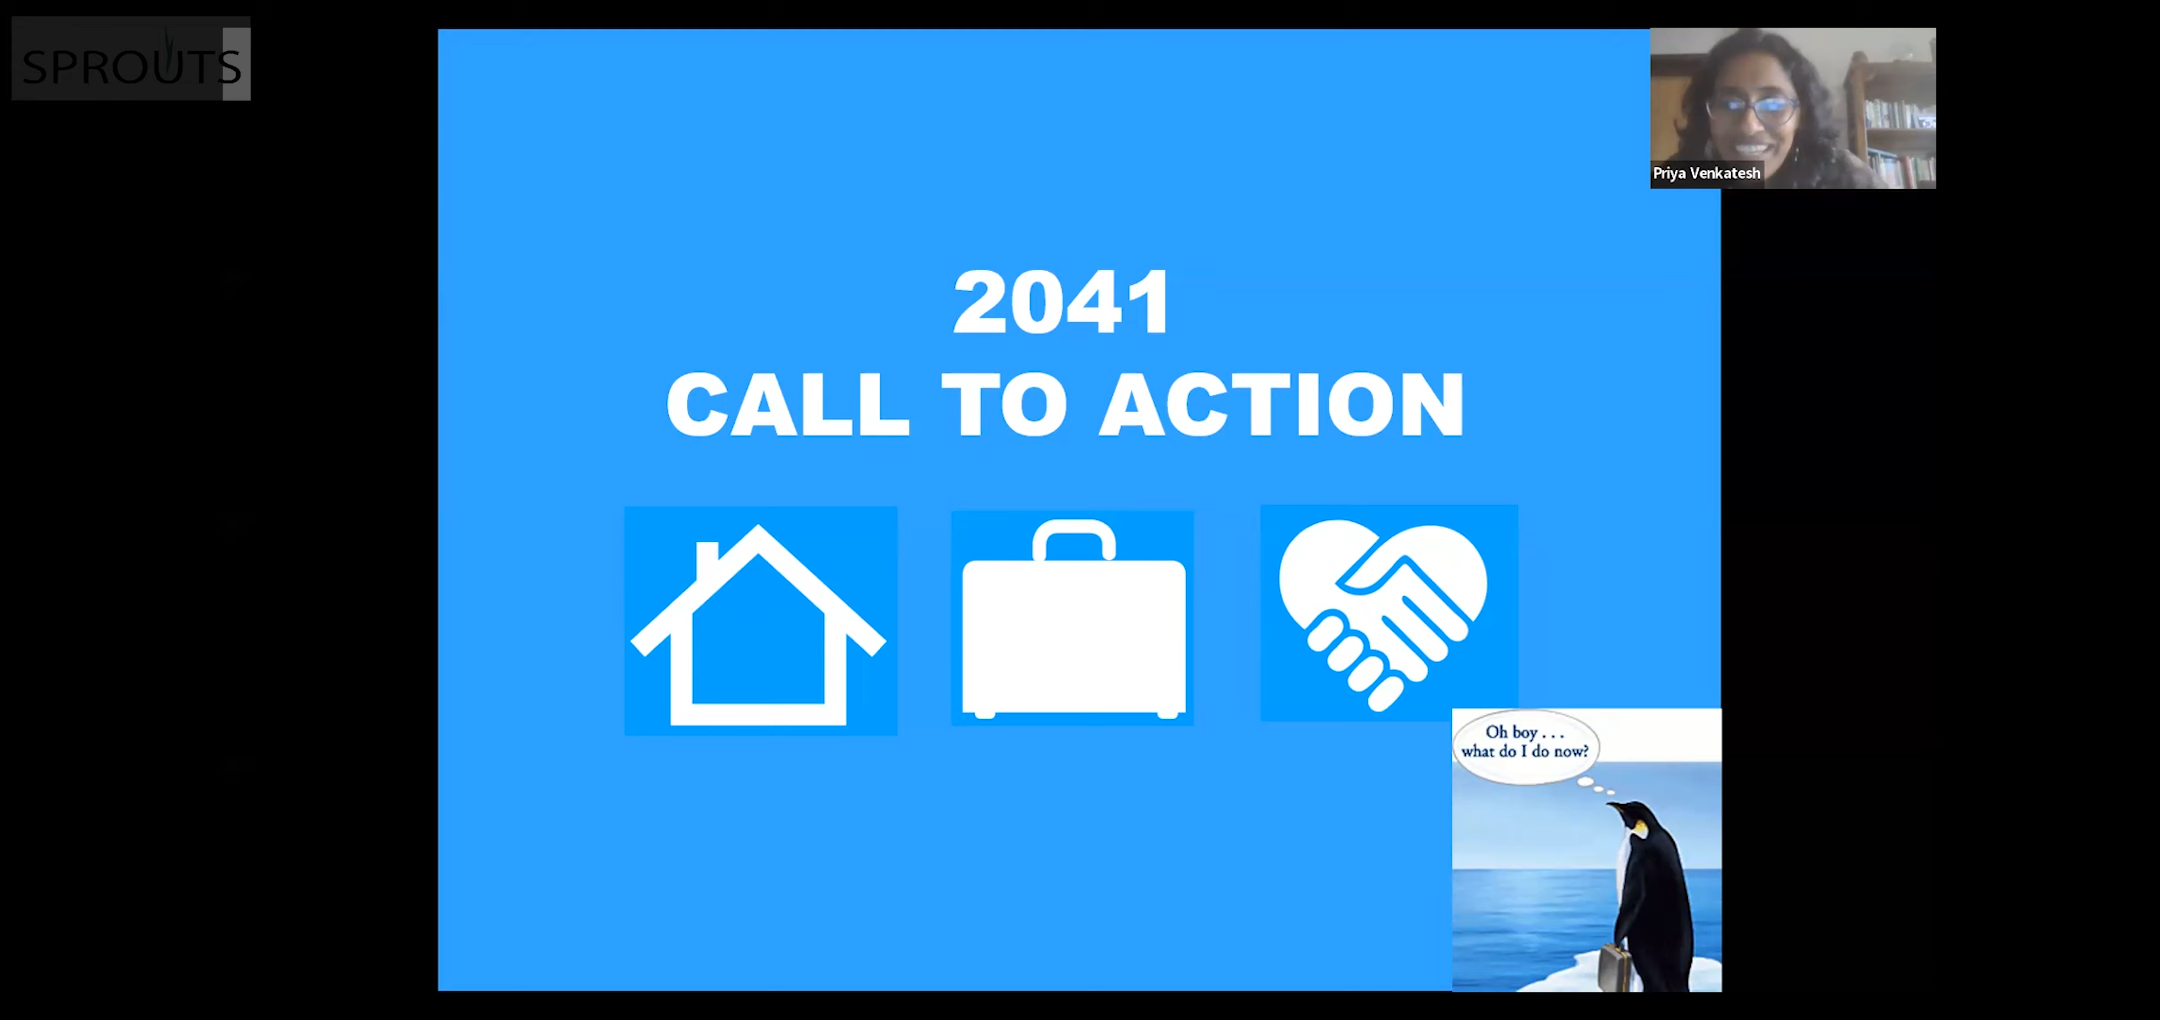 SPROUTS
Priya Venkatesh
2041
CALL TO ACTION
Oh boy . . .
what do I do now?